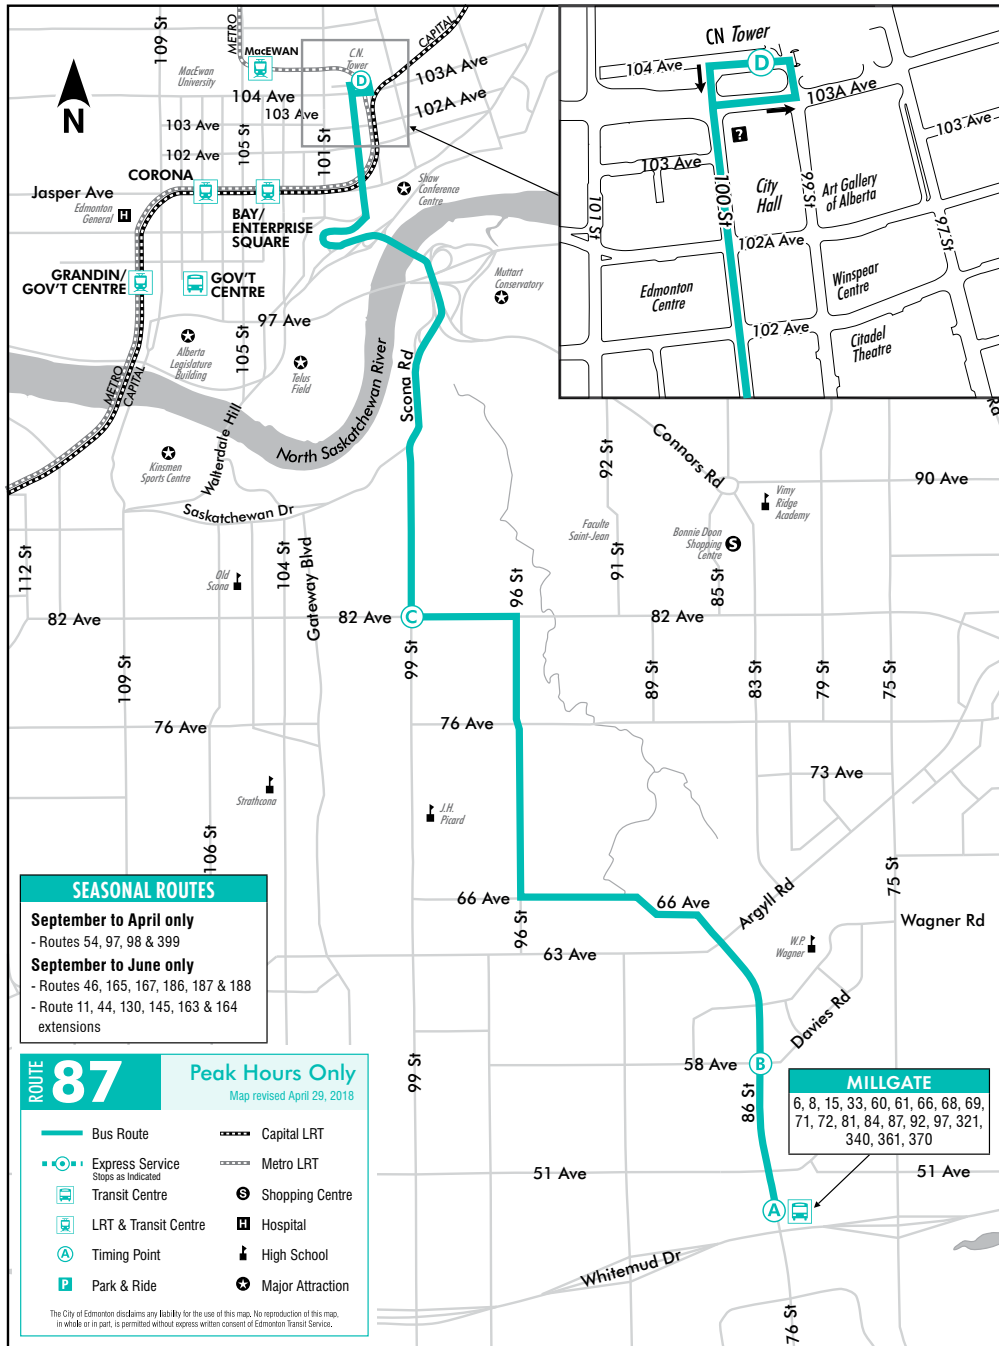 109 St
METRO
CAPITAL
MacEWAN
C.N.
Tower
D
MacEwan
University
N
104 Ave
103A Ave
102A Ave
103 Ave
103 Ave
102 Ave
105 St
101 St
CORONA
Jasper Ave
Edmonton
General
H
BAY/
ENTERPRISE
SQUARE
Shaw
Conference
Centre
GRANDIN/
GOV'T CENTRE
GOV'T
CENTRE
Muttart
Conservatory
97 Ave
105 St
Alberta
Legislature
Building
Telus
Field
METRO
CAPITAL
North Saskatchewan River
Scona Rd
Walterdale Hill
Kinsmen
Sports Centre
Saskatchewan Dr
CN Tower
D
104 Ave
103A Ave
103 Ave
?
103 Ave
101 St
100 St
City
Hall
99 St
Art Gallery
of Alberta
97 St
102A Ave
Edmonton
Centre
Winspear
Centre
102 Ave
Citadel
Theatre
Rd
92 St
Connors Rd
90 Ave
Vimy
Ridge
Academy
Faculte
Saint-Jean
Bonnie Doon
Shopping
Centre
S
112 St
Old
Scona
104 St
Gateway Blvd
96 St
91 St
85 St
82 Ave
82 Ave
C
82 Ave
109 St
99 St
89 St
83 St
79 St
75 St
76 Ave
76 Ave
73 Ave
Strathcona
J.H.
Picard
106 St
75 St
66 Ave
66 Ave
Argyll Rd
96 St
Wagner Rd
W.P.
Wagner
63 Ave
SEASONAL ROUTES
September to April only
- Routes 54, 97, 98 & 399
September to June only
- Routes 46, 165, 167, 186, 187 & 188
- Route 11, 44, 130, 145, 163 & 164
extensions
Davies Rd
99 St
58 Ave
B
86 St
MILLGATE
6, 8, 15, 33, 60, 61, 66, 68, 69,
71, 72, 81, 84, 87, 92, 97, 321,
340, 361, 370
51 Ave
51 Ave
A
Whitemud Dr
76 St
ROUTE
87
Peak Hours Only
Map revised April 29, 2018
Bus Route
Capital LRT
Express Service
Stops as Indicated
Metro LRT
Transit Centre
S Shopping Centre
LRT & Transit Centre
H Hospital
A Timing Point
High School
P Park & Ride
Major Attraction
The City of Edmonton disclaims any liability for the use of this map. No reproduction of this map,
in whole or in part, is permitted without express written consent of Edmonton Transit Service.